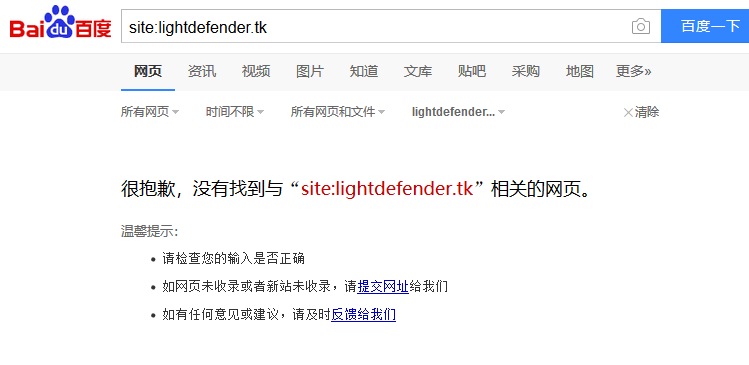 Bai du 百度 site:lightdefender.tk 百度一下
网页 资讯 视频 图片 知道 文库 贴吧 采购 地图 更多»
所有网页 时间不限 所有网页和文件 lightdefender... 清除
很抱歉，没有找到与“site:lightdefender.tk”相关的网页。
温馨提示：
请检查您的输入是否正确
如网页未收录或者新站未收录，请提交网址给我们
如有任何意见或建议，请及时反馈给我们